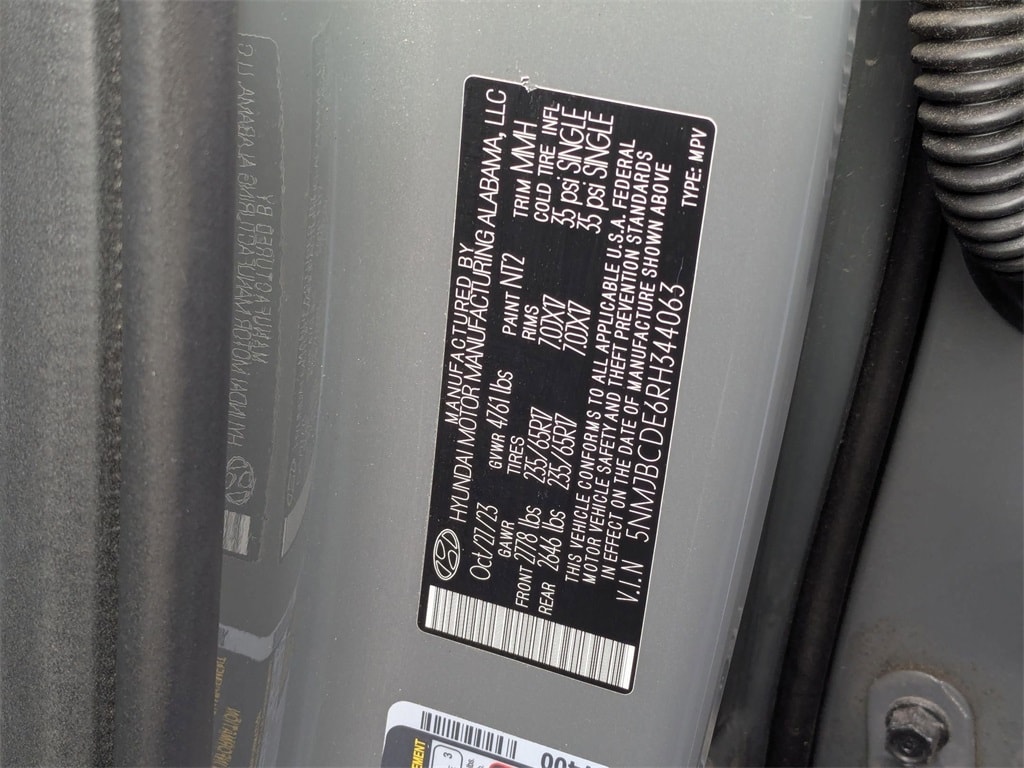 MANUFACTURED BY
HYUNDAI MOTOR MANUFACTURING ALABAMA, LLC
Oct/27/23 GVWR 4761 lbs PAINT NT2 TRIM MMH
GAWR TIRES RIMS COLD TIRE INFL
FRONT 2778 lbs 235/65R17 7.0X17 35 psi; SINGLE
REAR 2646 lbs 235/65R17 7.0X17 35 psi; SINGLE
THIS VEHICLE CONFORMS TO ALL APPLICABLE U.S.A. FEDERAL
MOTOR VEHICLE SAFETY AND THEFT PREVENTION STANDARDS
IN EFFECT ON THE DATE OF MANUFACTURE SHOWN ABOVE
V.I.N 5NMJBCDE6RH344063 TYPE: MPV